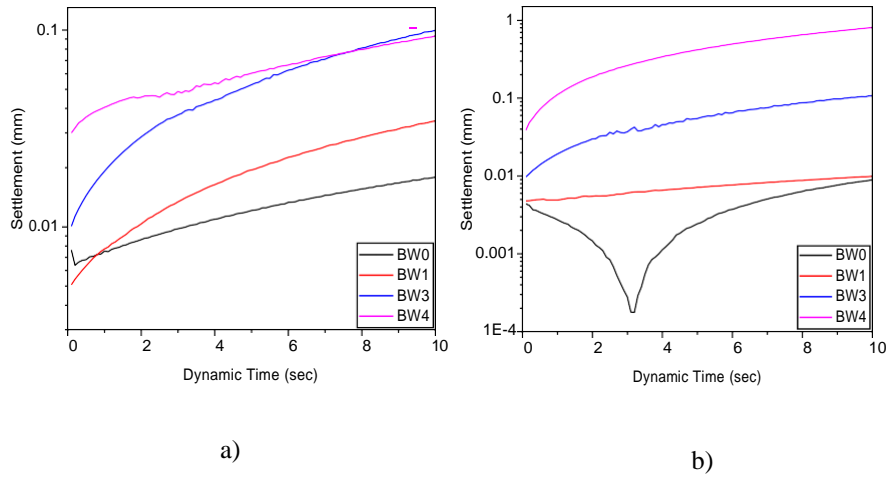 0.1
0.01
Settlement (mm)
0 2 4 6 8 10
Dynamic Time (sec)
BW0
BW1
BW3
BW4
a)
1
0.1
0.01
0.001
1E-4
Settlement (mm)
0 2 4 6 8 10
Dynamic Time (sec)
BW0
BW1
BW3
BW4
b)